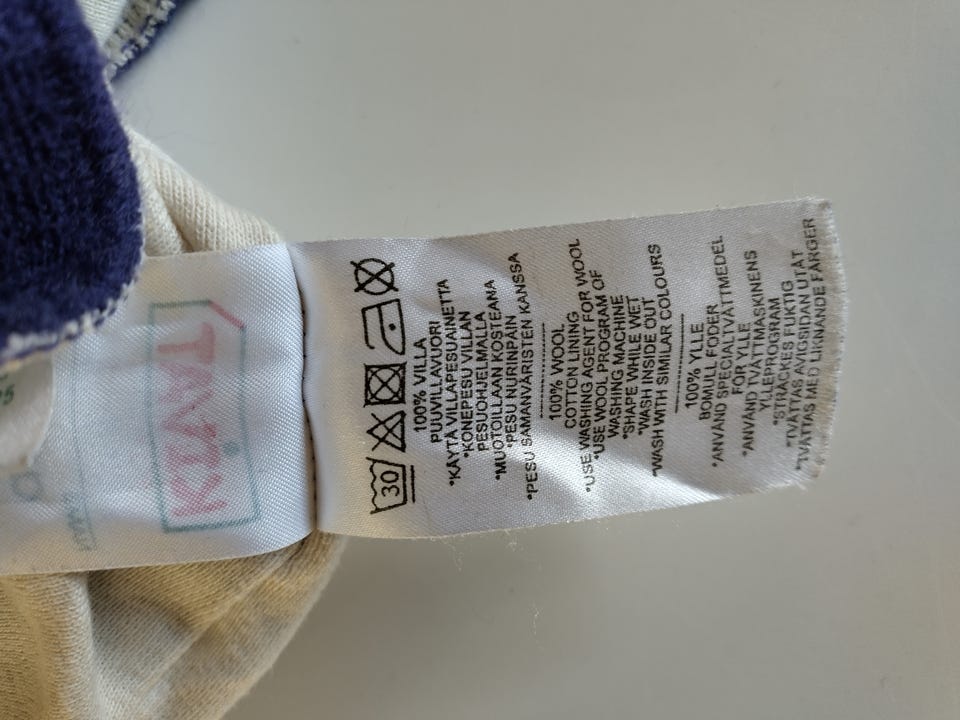 30
100% VILLA
PUUVILLAVUORI
*KÄYTÄ VILLAPESUAINETTA
*KONEPESU VILLAN
PESUOHJELMALLA
*MUOTOILLAAN KOSTEANA
*PESU NURINPÄIN
*PESU SAMANVÄRISTEN KANSSA
100% WOOL
COTTON LINING
*USE WASHING AGENT FOR WOOL
*USE WOOL PROGRAM OF
WASHING MACHINE
*SHAPE WHILE WET
*WASH INSIDE OUT
*WASH WITH SIMILAR COLOURS
100% YLLE
BOMULL FODER
*ANVÄND SPECIALTVÄTTMEDEL
FÖR YLLE
*ANVÄND TVÄTTMASKINENS
YLLEPROGRAM
*STRÄCKES FUKTIG
*TVÄTTAS AVIGSIDAN UTÅT
*TVÄTTAS MED LIKNANDE FÄRGER